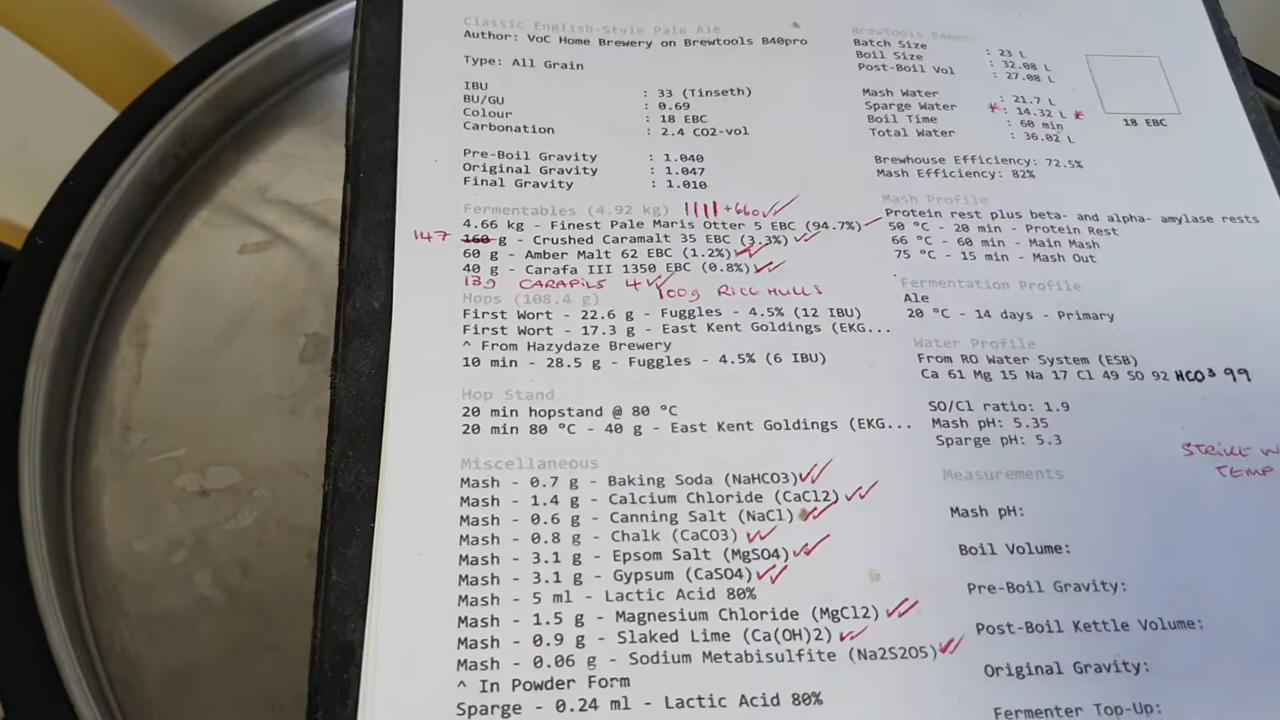 Classic English-Style Pale Ale
Author: VoC Home Brewery on Brewtools B40pro
Type: All Grain
IBU : 33 (Tinseth)
BU/GU : 0.69
Colour : 18 EBC
Carbonation : 2.4 CO2-vol
Pre-Boil Gravity : 1.040
Original Gravity : 1.047
Final Gravity : 1.010
Fermentables (4.92 kg) +660
4.66 kg - Finest Pale Maris Otter 5 EBC (94.7%)
147 160 g - Crushed Caramalt 35 EBC (3.3%)
60 g - Amber Malt 62 EBC (1.2%)
40 g - Carafa III 1350 EBC (0.8%)
13g CARAPILS 100g RICE HULLS
Hops (108.4 g)
First Wort - 22.6 g - Fuggles - 4.5% (12 IBU)
First Wort - 17.3 g - East Kent Goldings (EKG...
^ From Hazydaze Brewery
10 min - 28.5 g - Fuggles - 4.5% (6 IBU)
Hop Stand
20 min hopstand @ 80 °C
20 min 80 °C - 40 g - East Kent Goldings (EKG...
Miscellaneous
Mash - 0.7 g - Baking Soda (NaHCO3)
Mash - 1.4 g - Calcium Chloride (CaCl2)
Mash - 0.6 g - Canning Salt (NaCl)
Mash - 0.8 g - Chalk (CaCO3)
Mash - 3.1 g - Epsom Salt (MgSO4)
Mash - 3.1 g - Gypsum (CaSO4)
Mash - 5 ml - Lactic Acid 80%
Mash - 1.5 g - Magnesium Chloride (MgCl2)
Mash - 0.9 g - Slaked Lime (Ca(OH)2)
Mash - 0.06 g - Sodium Metabisulfite (Na2S2O5)
^ In Powder Form
Sparge - 0.24 ml - Lactic Acid 80%
Brewtools
Batch Size : 23 L
Boil Size : 32.08 L
Post-Boil Vol : 27.08 L
Mash Water : 21.7 L
Sparge Water * : 14.32 L *
Boil Time : 60 min
Total Water : 36.02 L
18 EBC
Brewhouse Efficiency: 72.5%
Mash Efficiency: 82%
Mash Profile
Protein rest plus beta- and alpha- amylase rests
50 °C - 20 min - Protein Rest
66 °C - 60 min - Main Mash
75 °C - 15 min - Mash Out
Fermentation Profile
Ale
20 °C - 14 days - Primary
Water Profile
From RO Water System (ESB)
Ca 61 Mg 15 Na 17 Cl 49 SO 92 HCO3 99
SO/Cl ratio: 1.9
Mash pH: 5.35
Sparge pH: 5.3
STRIKE W
TEMP
Measurements
Mash pH:
Boil Volume:
Pre-Boil Gravity:
Post-Boil Kettle Volume:
Original Gravity:
Fermenter Top-Up: